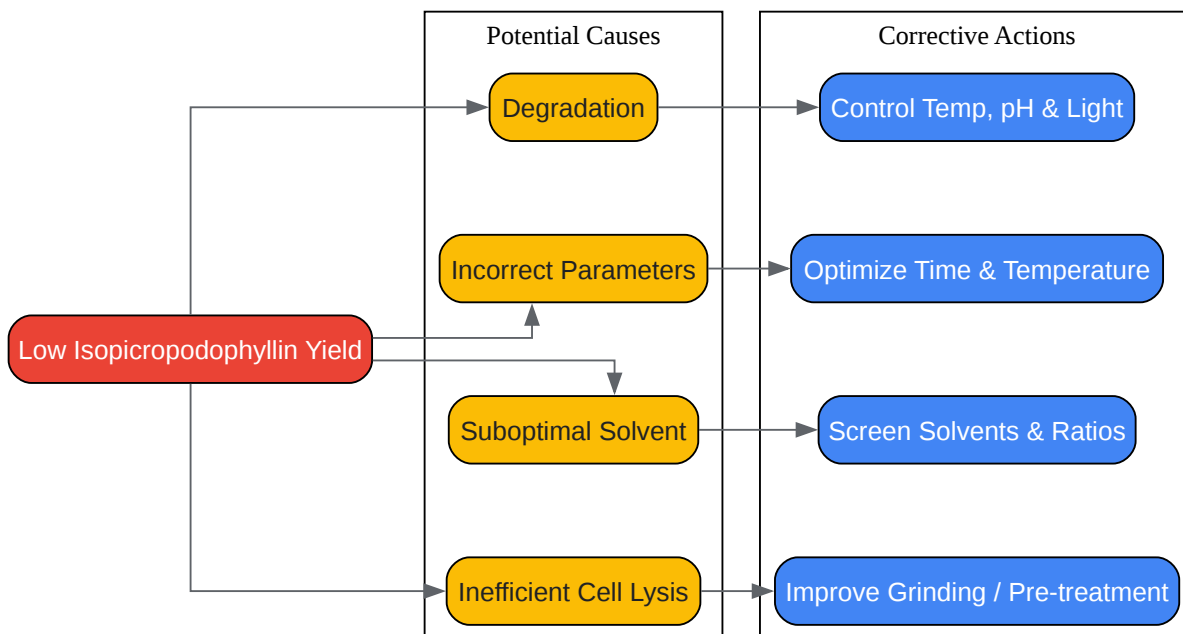 Potential Causes
Corrective Actions
Degradation
Control Temp, pH & Light
Incorrect Parameters
Optimize Time & Temperature
Low Isopicropodophyllin Yield
Suboptimal Solvent
Screen Solvents & Ratios
Inefficient Cell Lysis
Improve Grinding / Pre-treatment